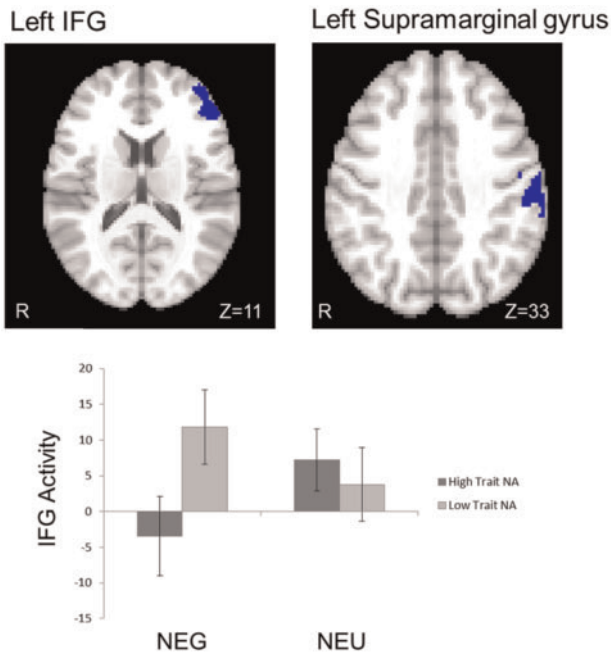 Left IFG
Left Supramarginal gyrus
R
Z=11
R
Z=33
20
15
10
5
0
-5
-10
-15
IFG Activity
High Trait NA
Low Trait NA
NEG
NEU